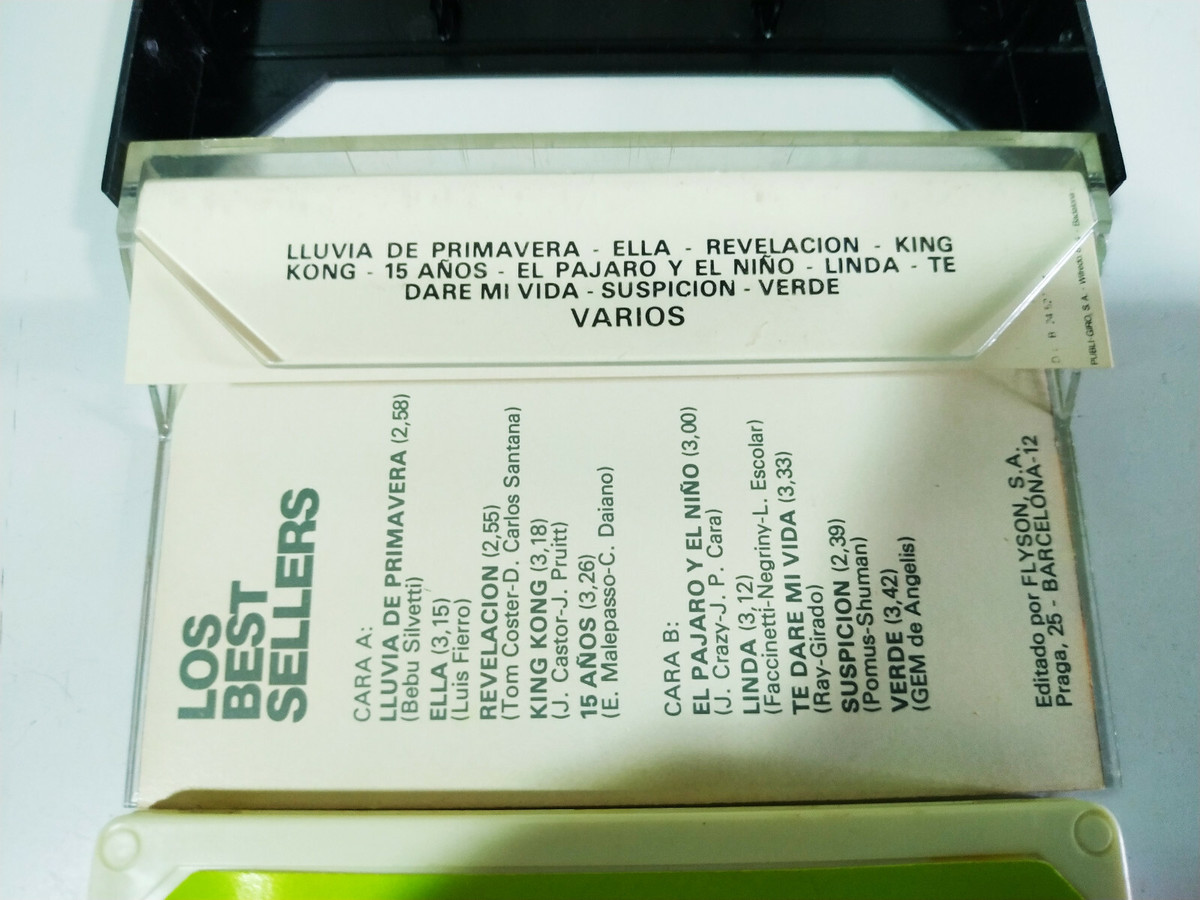 LLUVIA DE PRIMAVERA - ELLA - REVELACION - KING
KONG - 15 AÑOS - EL PAJARO Y EL NIÑO - LINDA - TE
DARE MI VIDA - SUSPICION - VERDE
VARIOS
PUBLI-GIRO, S.A. - Wifredo
Badalona
LOS
BEST
SELLERS
CARA A:
LLUVIA DE PRIMAVERA (2,58)
(Bebu Silvetti)
ELLA (3,15)
(Luis Fierro)
REVELACION (2,55)
(Tom Coster-D. Carlos Santana)
KING KONG (3,18)
(J. Castor-J. Pruitt)
15 AÑOS (3,26)
(E. Malepasso-C. Daiano)
CARA B:
EL PAJARO Y EL NIÑO (3,00)
(J. Crazy-J. P. Cara)
LINDA (3,12)
(Faccinetti-Negriny-L. Escolar)
TE DARE MI VIDA (3,33)
(Ray-Girado)
SUSPICION (2,39)
(Pomus-Shuman)
VERDE (3,42)
(GEM de Angelis)
Editado por FLYSON, S.A.
Praga, 25 - BARCELONA-12